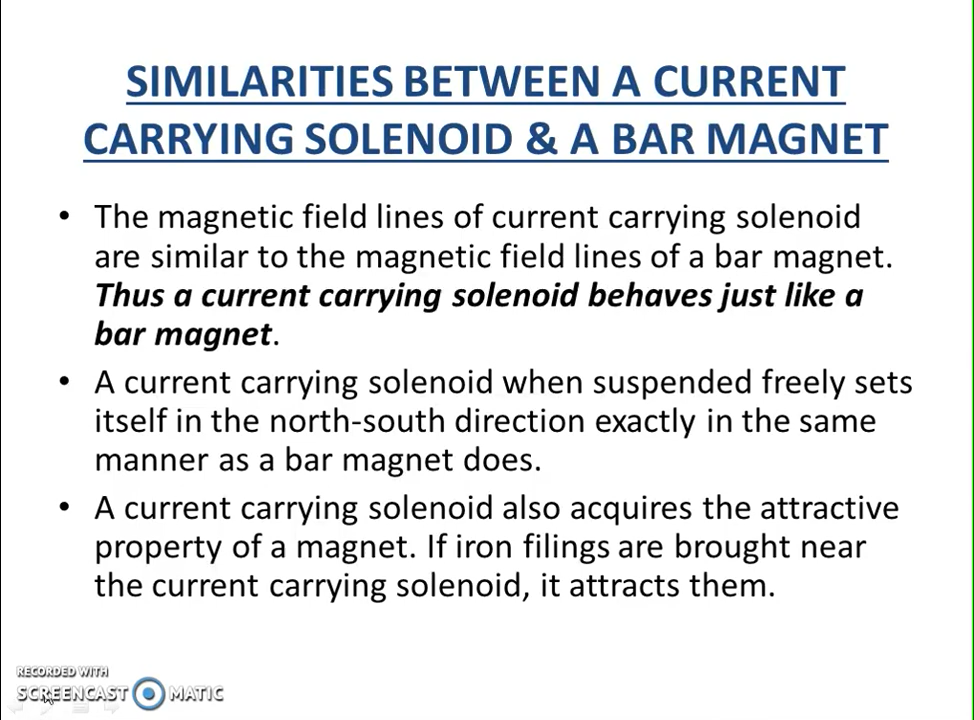 SIMILARITIES BETWEEN A CURRENT
CARRYING SOLENOID & A BAR MAGNET
• The magnetic field lines of current carrying solenoid
are similar to the magnetic field lines of a bar magnet.
Thus a current carrying solenoid behaves just like a
bar magnet.
• A current carrying solenoid when suspended freely sets
itself in the north-south direction exactly in the same
manner as a bar magnet does.
• A current carrying solenoid also acquires the attractive
property of a magnet. If iron filings are brought near
the current carrying solenoid, it attracts them.
RECORDED WITH
SCREENCAST MATIC